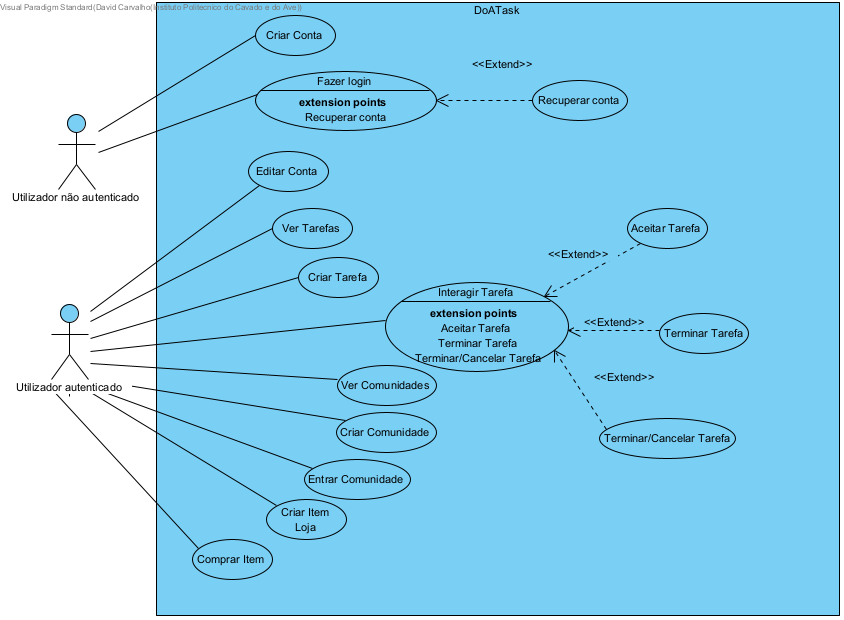 Visual Paradigm Standard(David Carvalho(Instituto Politecnico do Cavado e do Ave))
DoATask
Criar Conta
<<Extend>>
Fazer login
extension points
Recuperar conta
Recuperar conta
Utilizador não autenticado
Editar Conta
Ver Tarefas
Aceitar Tarefa
<<Extend>>
Criar Tarefa
Interagir Tarefa
extension points
Aceitar Tarefa
Terminar Tarefa
Terminar/Cancelar Tarefa
<<Extend>>
Terminar Tarefa
<<Extend>>
Utilizador autenticado
Ver Comunidades
Criar Comunidade
Terminar/Cancelar Tarefa
Entrar Comunidade
Criar Item
Loja
Comprar Item